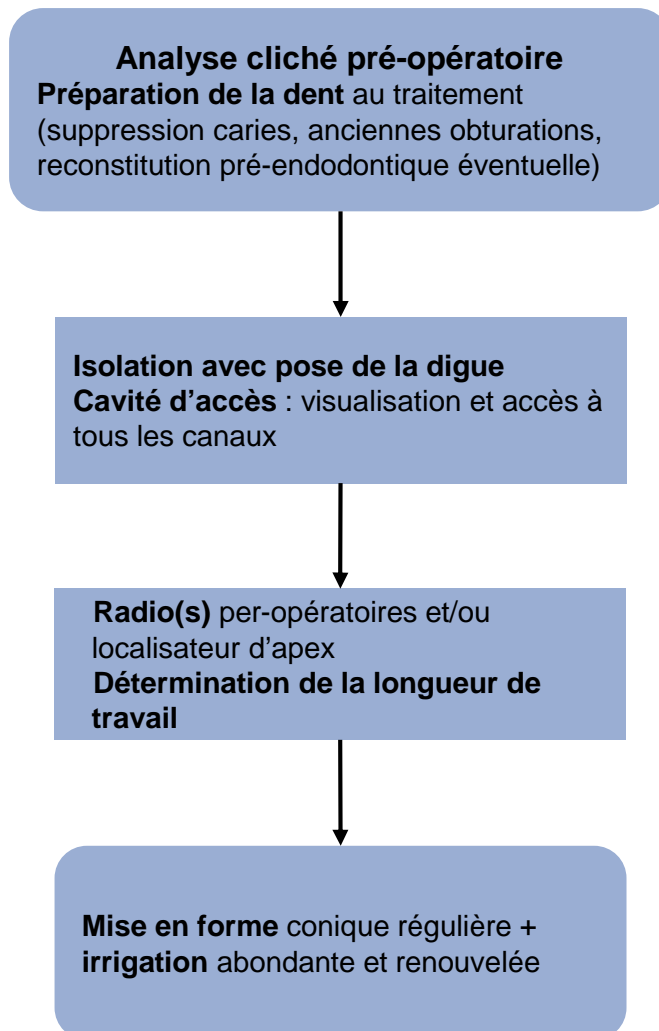 Analyse cliché pré-opératoire
Préparation de la dent au traitement
(suppression caries, anciennes obturations,
reconstitution pré-endodontique éventuelle)
Isolation avec pose de la digue
Cavité d’accès : visualisation et accès à
tous les canaux
Radio(s) per-opératoires et/ou
localisateur d’apex
Détermination de la longueur de
travail
Mise en forme conique régulière +
irrigation abondante et renouvelée